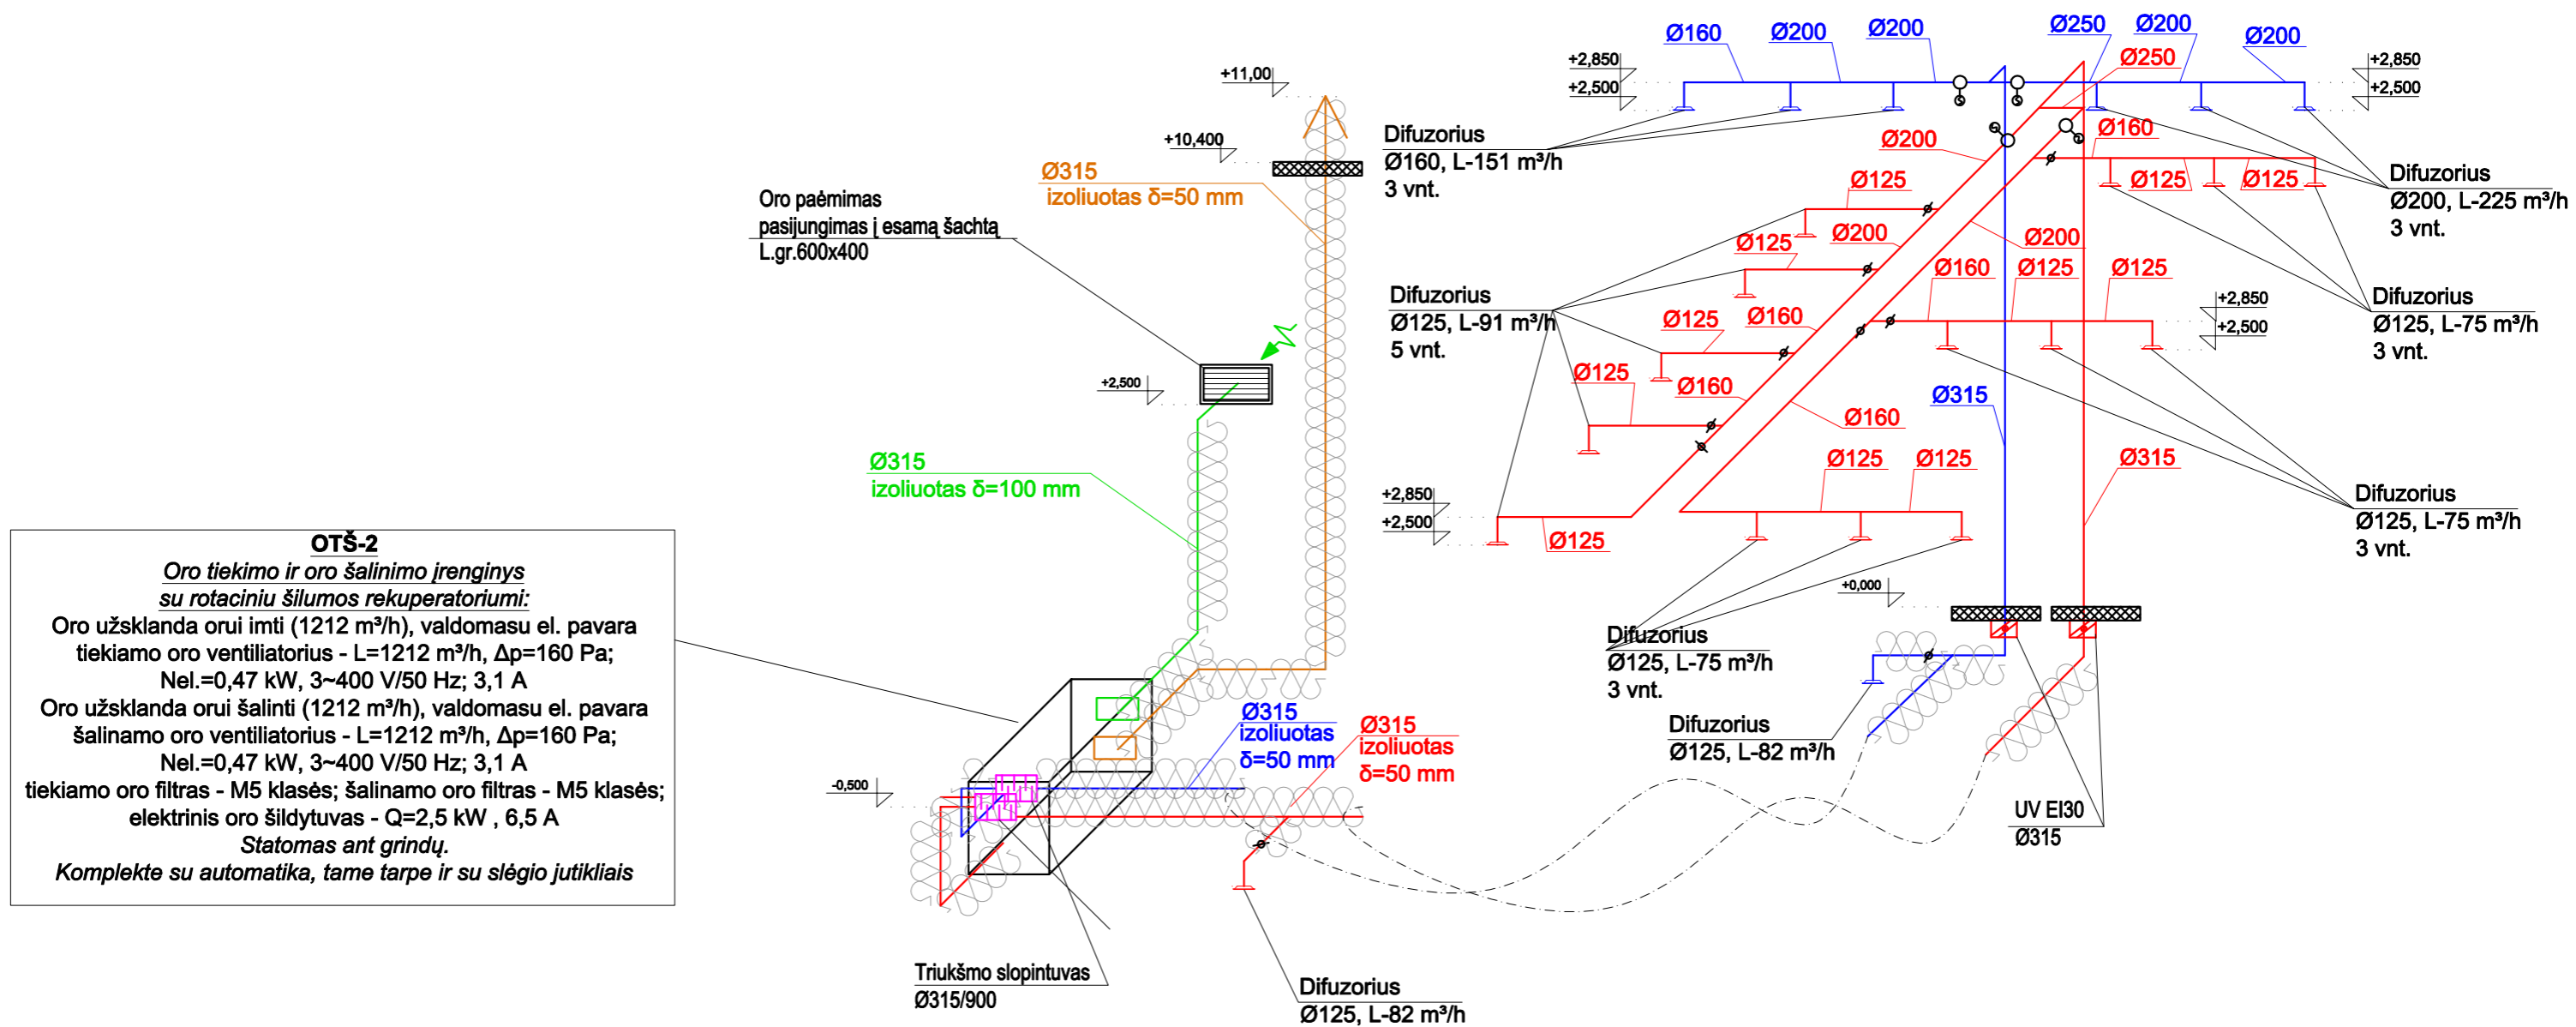 OTŠ-2
Oro tiekimo ir oro šalinimo įrenginys
su rotaciniu šilumos rekuperatoriumi:
Oro užsklanda orui imti (1212 m³/h), valdomasu el. pavara
tiekiamo oro ventiliatorius - L=1212 m³/h, Δp=160 Pa;
Nel.=0,47 kW, 3~400 V/50 Hz; 3,1 A
Oro užsklanda orui šalinti (1212 m³/h), valdomasu el. pavara
šalinamo oro ventiliatorius - L=1212 m³/h, Δp=160 Pa;
Nel.=0,47 kW, 3~400 V/50 Hz; 3,1 A
tiekiamo oro filtras - M5 klasės; šalinamo oro filtras - M5 klasės;
elektrinis oro šildytuvas - Q=2,5 kW , 6,5 A
Statomas ant grindų.
Komplekte su automatika, tame tarpe ir su slėgio jutikliais
Oro paėmimas
pasijungimas į esamą šachtą
L.gr.600x400
+11,00
+10,400
Ø315
izoliuotas δ=50 mm
+2,500
Ø315
izoliuotas δ=100 mm
-0,500
Ø315
izoliuotas
δ=50 mm
Ø315
izoliuotas
δ=50 mm
Triukšmo slopintuvas
Ø315/900
Difuzorius
Ø125, L-82 m³/h
Ø160
Ø200
Ø200
Ø250
Ø200
Ø200
Ø250
+2,850
+2,500
+2,850
+2,500
Difuzorius
Ø160, L-151 m³/h
3 vnt.
Ø200
Ø160
Ø125
Ø125
Ø125
Difuzorius
Ø200, L-225 m³/h
3 vnt.
Ø125
Ø200
Ø200
Ø160
Ø125
Ø125
Difuzorius
Ø125, L-91 m³/h
5 vnt.
Ø125
Ø160
+2,850
+2,500
Difuzorius
Ø125, L-75 m³/h
3 vnt.
Ø125
Ø160
Ø160
Ø315
Ø125
Ø125
Ø315
+2,850
+2,500
Ø125
Difuzorius
Ø125, L-75 m³/h
3 vnt.
+0,000
Difuzorius
Ø125, L-75 m³/h
3 vnt.
Difuzorius
Ø125, L-82 m³/h
UV EI30
Ø315